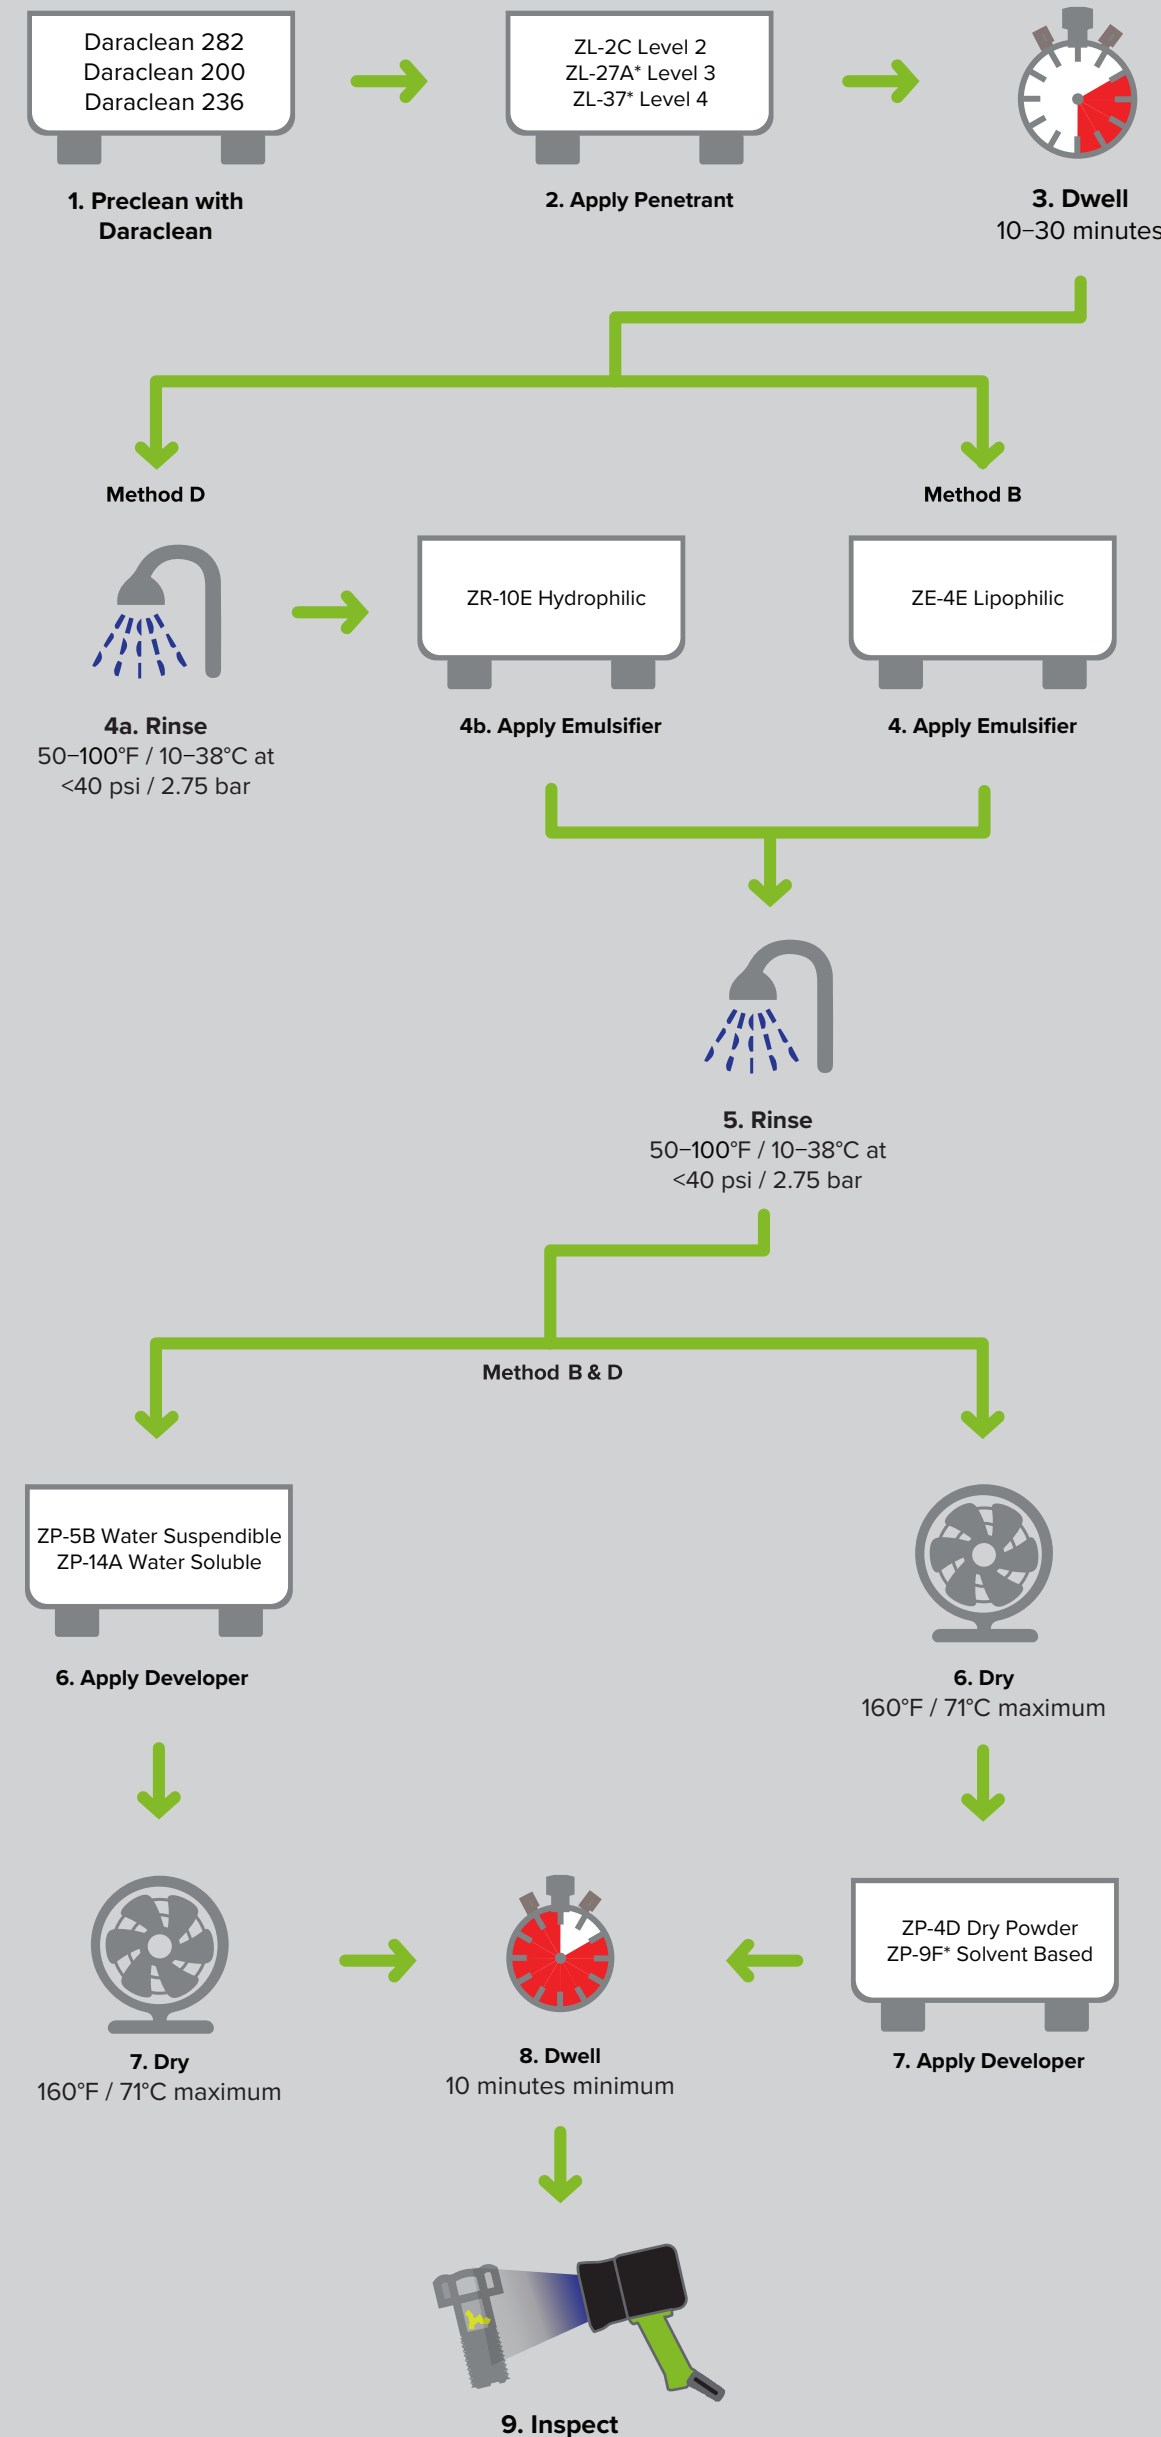 Daraclean 282
Daraclean 200
Daraclean 236
1. Preclean with
Daraclean
ZL-2C Level 2
ZL-27A* Level 3
ZL-37* Level 4
2. Apply Penetrant
3. Dwell
10–30 minutes
Method D
Method B
4a. Rinse
50–100°F / 10–38°C at
<40 psi / 2.75 bar
ZR-10E Hydrophilic
4b. Apply Emulsifier
ZE-4E Lipophilic
4. Apply Emulsifier
5. Rinse
50–100°F / 10–38°C at
<40 psi / 2.75 bar
Method B & D
ZP-5B Water Suspendible
ZP-14A Water Soluble
6. Apply Developer
6. Dry
160°F / 71°C maximum
7. Dry
160°F / 71°C maximum
8. Dwell
10 minutes minimum
ZP-4D Dry Powder
ZP-9F* Solvent Based
7. Apply Developer
9. Inspect